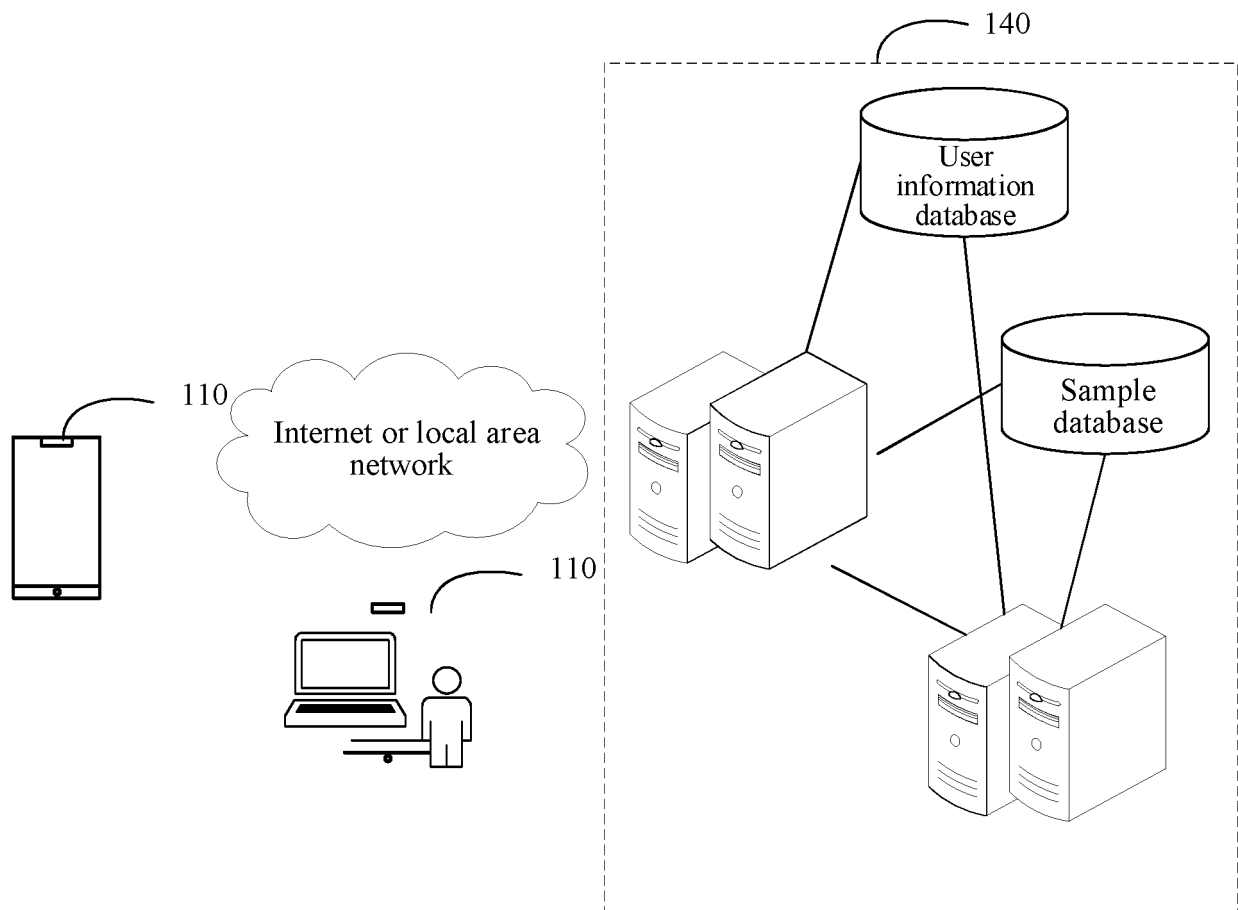 140
User
information
database
Sample
database
110
Internet or local area
network
110